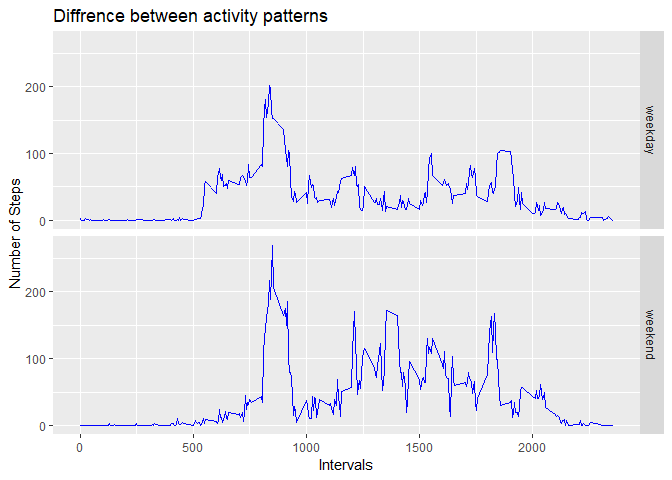 Diffrence between activity patterns
200
100
0
weekday
Number of Steps
200
100
0
weekend
0
500
1000
1500
2000
Intervals